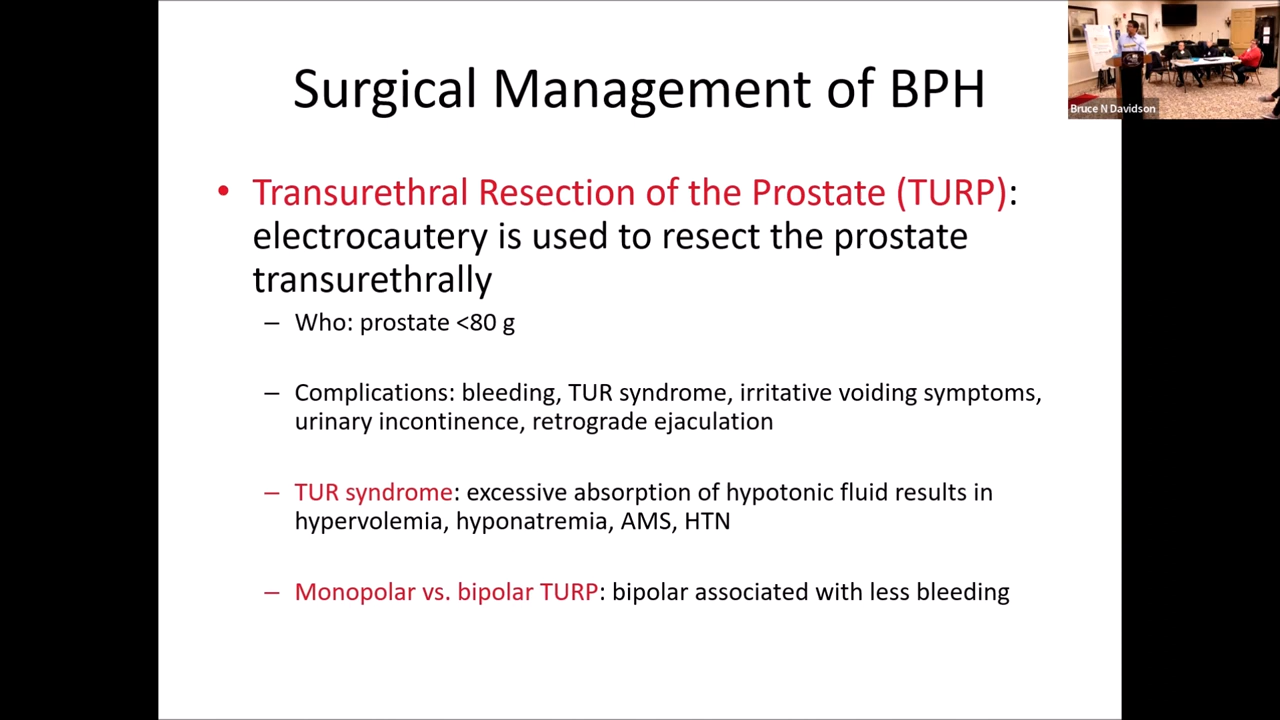 Surgical Management of BPH
Bruce N Davidson
• Transurethral Resection of the Prostate (TURP):
electrocautery is used to resect the prostate
transurethrally
– Who: prostate <80 g
– Complications: bleeding, TUR syndrome, irritative voiding symptoms,
urinary incontinence, retrograde ejaculation
– TUR syndrome: excessive absorption of hypotonic fluid results in
hypervolemia, hyponatremia, AMS, HTN
– Monopolar vs. bipolar TURP: bipolar associated with less bleeding